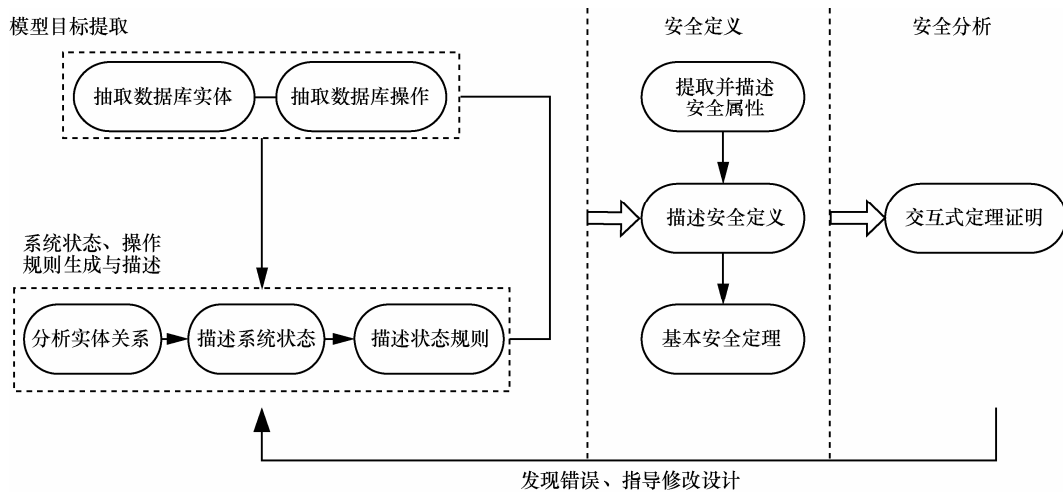 模型目标提取
抽取数据库实体
抽取数据库操作
系统状态、操作
规则生成与描述
分析实体关系
描述系统状态
描述状态规则
安全定义
提取并描述
安全属性
描述安全定义
基本安全定理
安全分析
交互式定理证明
发现错误、指导修改设计